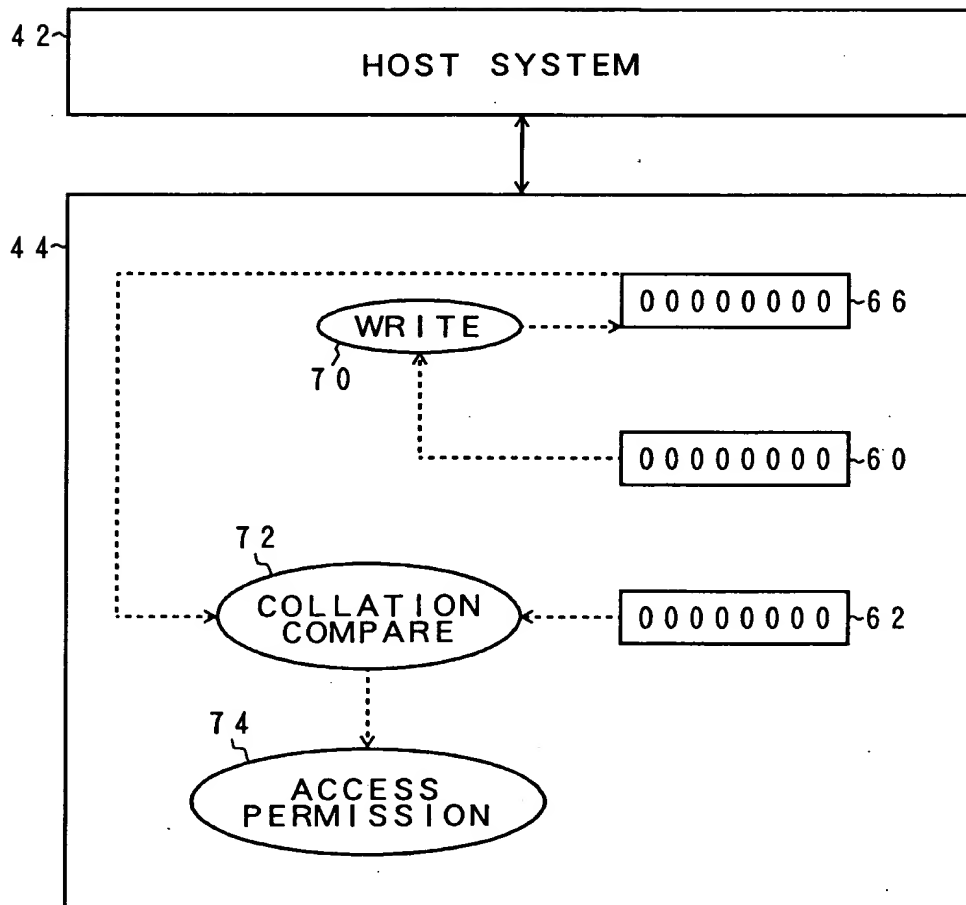 42
HOST SYSTEM
44
00000000
66
WRITE
70
00000000
60
72
COLLATION
COMPARE
00000000
62
74
ACCESS
PERMISSION